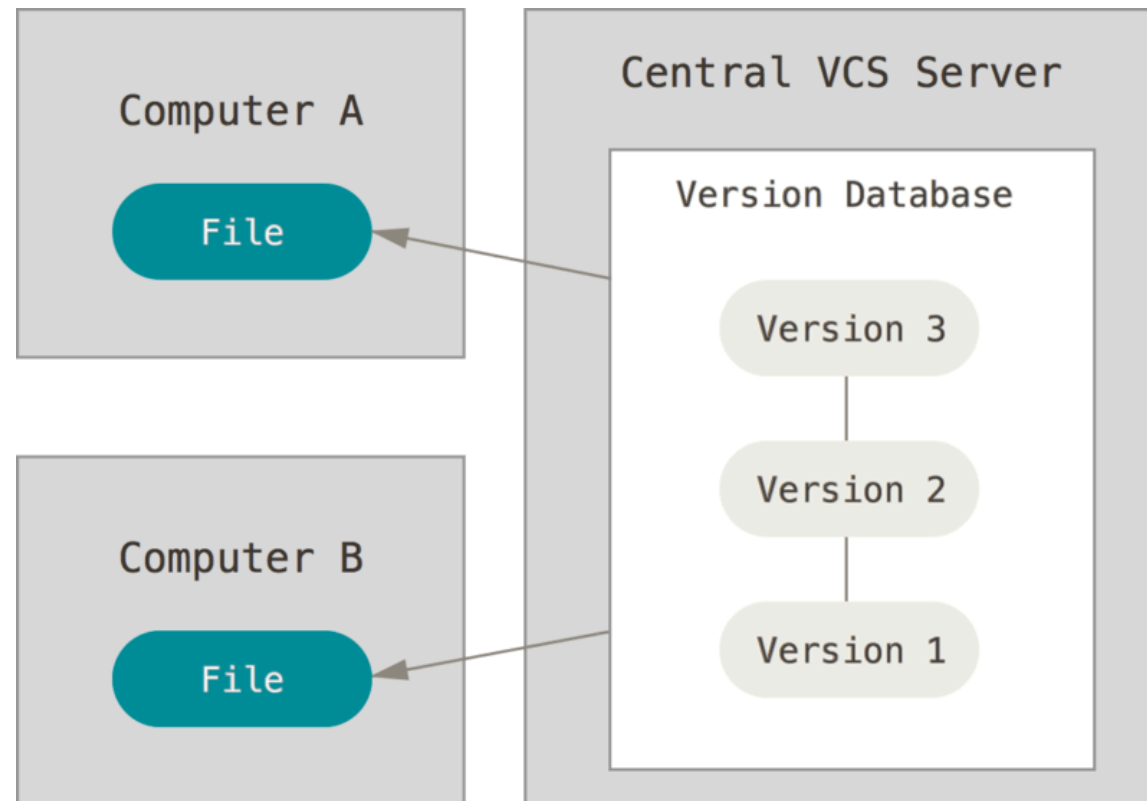 Computer A
File
Computer B
File
Central VCS Server
Version Database
Version 3
Version 2
Version 1